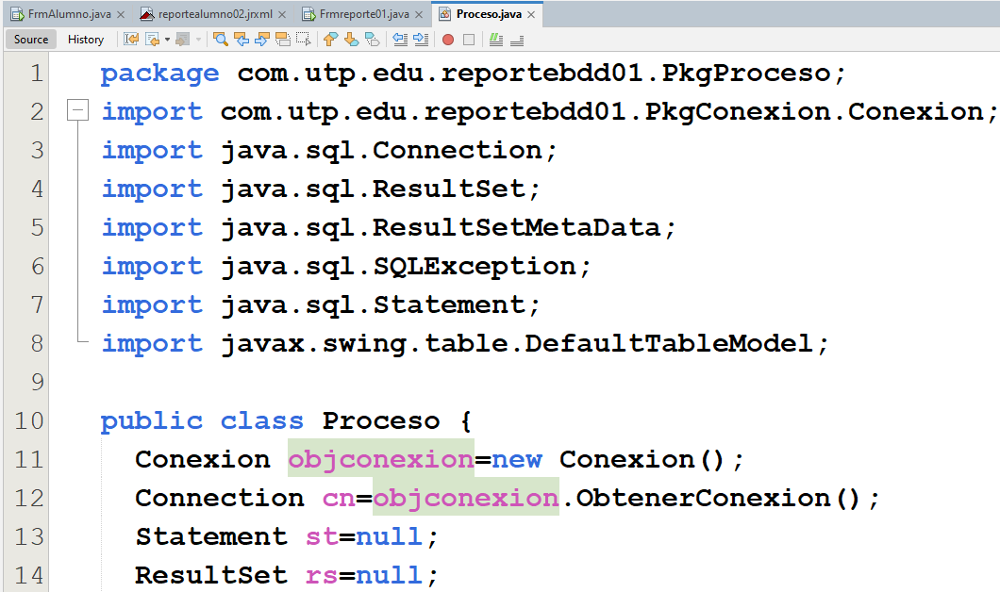 FrmAlumno.java reportealumno02.jrxml Frmreporte01.java Proceso.java
Source History
1 package com.utp.edu.reportebdd01.PkgProceso;
2 import com.utp.edu.reportebdd01.PkgConexion.Conexion;
3 import java.sql.Connection;
4 import java.sql.ResultSet;
5 import java.sql.ResultSetMetaData;
6 import java.sql.SQLException;
7 import java.sql.Statement;
8 import javax.swing.table.DefaultTableModel;
9
10 public class Proceso {
11 Conexion objconexion=new Conexion();
12 Connection cn=objconexion.ObtenerConexion();
13 Statement st=null;
14 ResultSet rs=null;